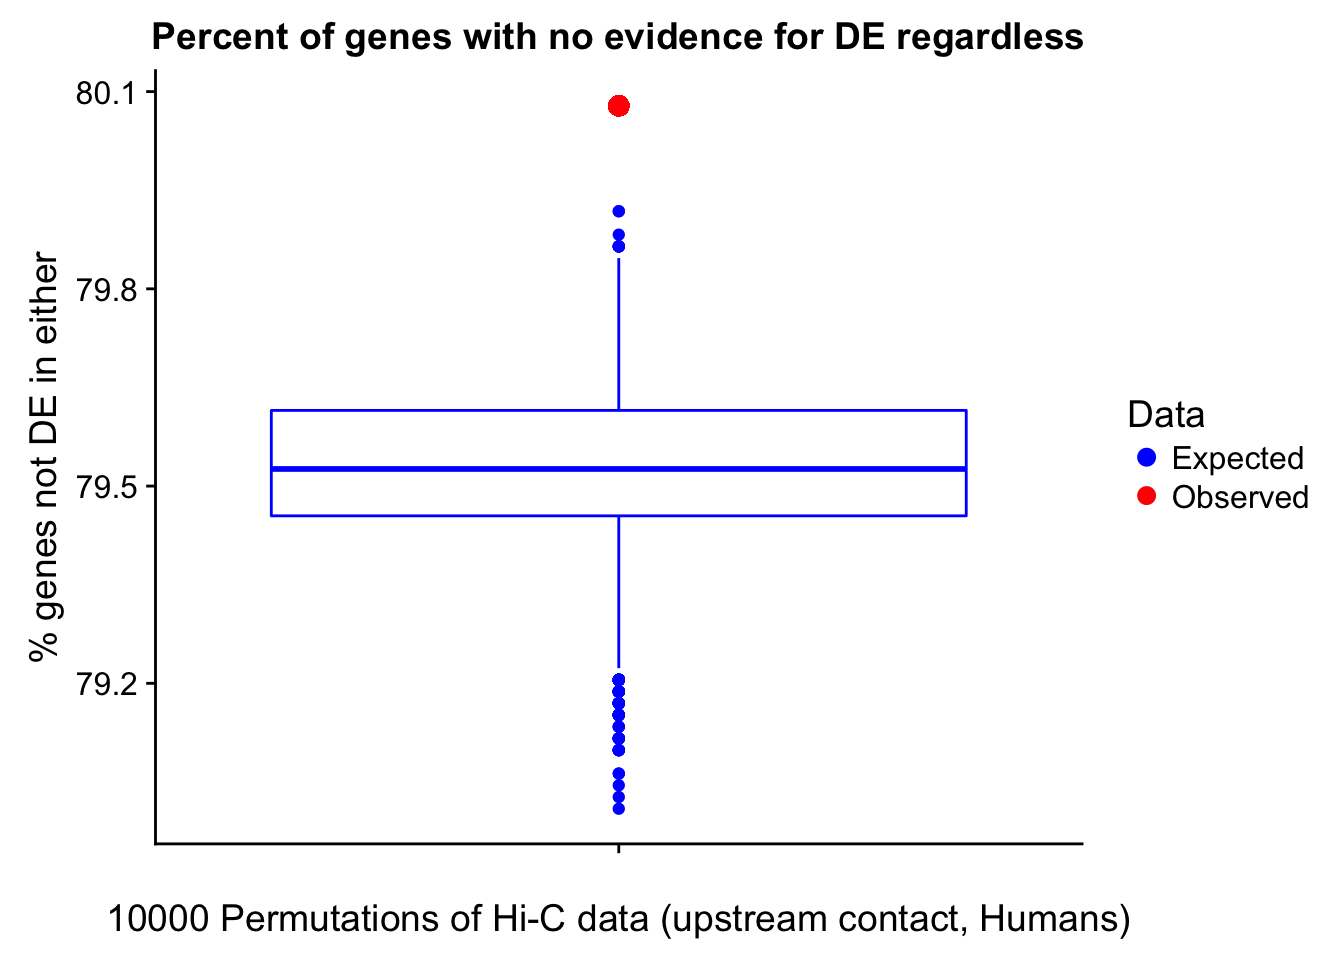 Percent of genes with no evidence for DE regardless
80.1
79.8
79.5
79.2
% genes not DE in either
10000 Permutations of Hi-C data (upstream contact, Humans)
Data
Expected
Observed